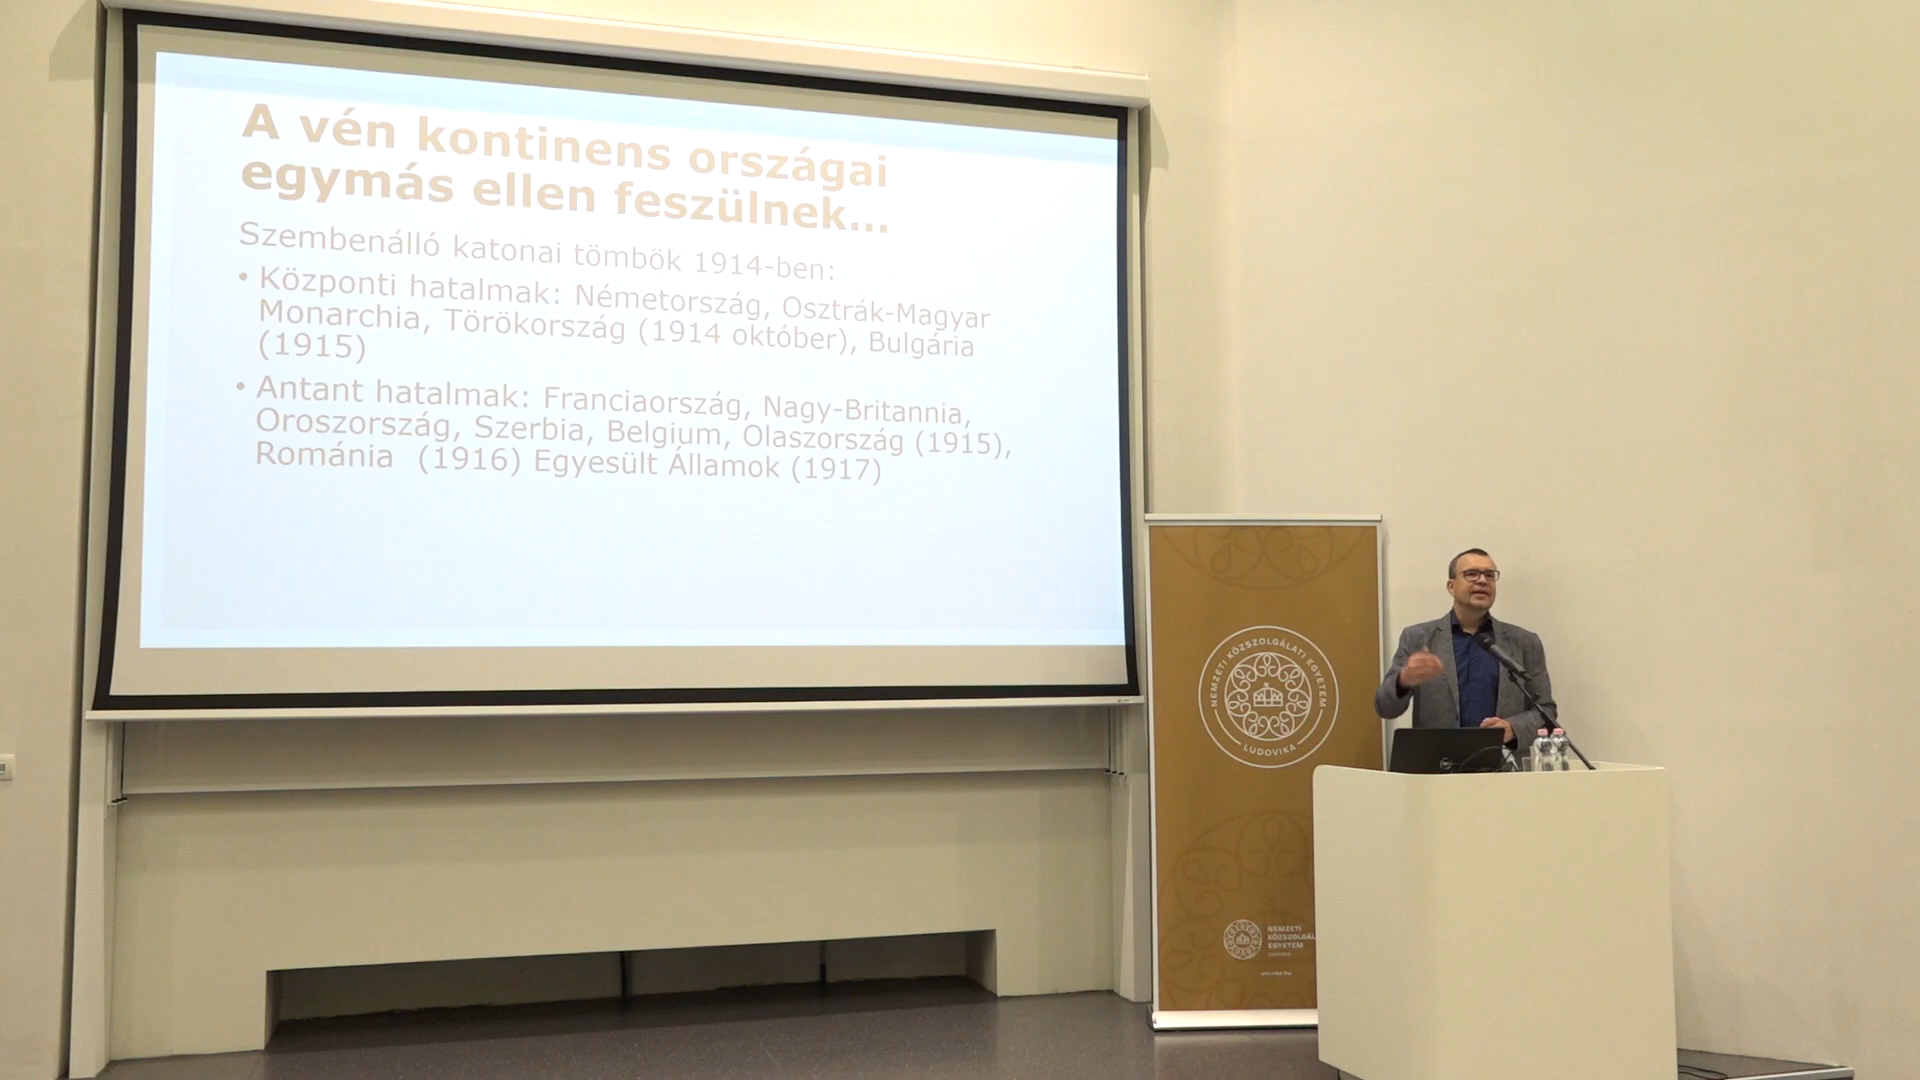 A vén kontinens országai
egymás ellen feszülnek...
Szembenálló katonai tömbök 1914-ben:
• Központi hatalmak: Németország, Osztrák-Magyar
Monarchia, Törökország (1914 október), Bulgária
(1915)
• Antant hatalmak: Franciaország, Nagy-Britannia,
Oroszország, Szerbia, Belgium, Olaszország (1915),
Románia (1916) Egyesült Államok (1917)
NEMZETI KÖZSZOLGÁLATI EGYETEM
LUDOVIKA
NEMZETI
KÖZSZOLGÁL
EGYETEM
LUDOVIKA